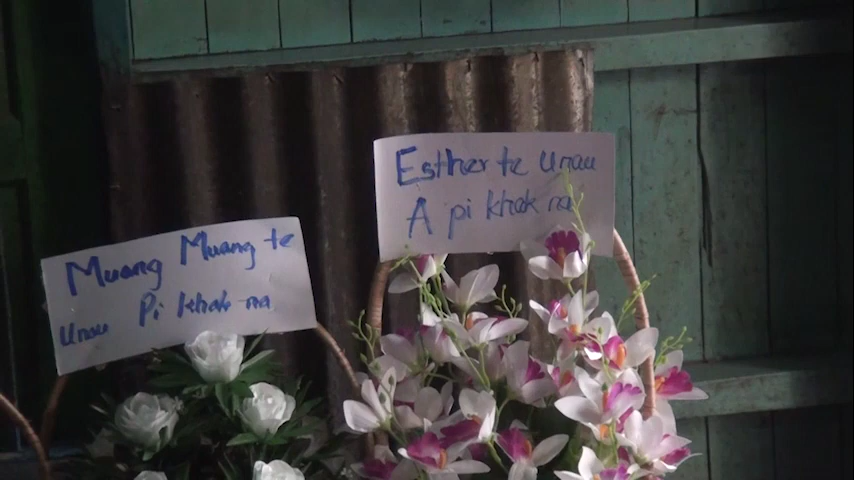 Muang Muang te
Unau Pi khak na
Esther te Unau
A pi khak na